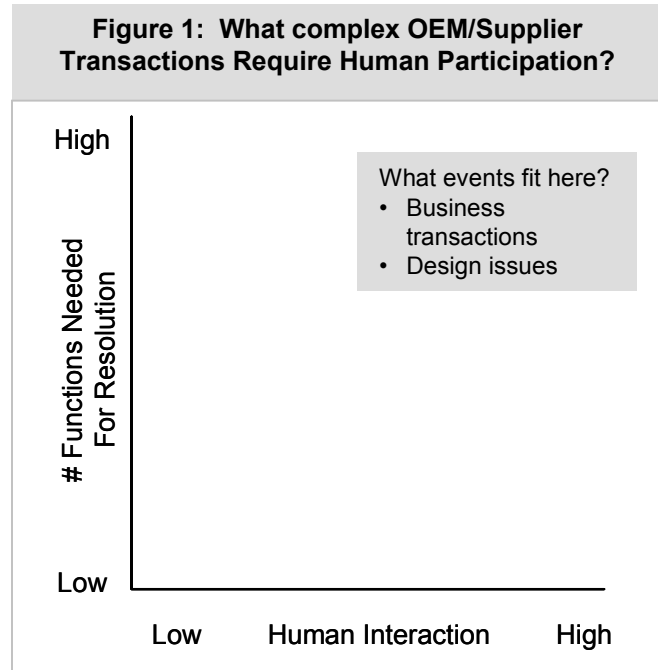 Figure 1: What complex OEM/Supplier
Transactions Require Human Participation?
High
What events fit here?
• Business
transactions
• Design issues
# Functions Needed
For Resolution
Low
Low Human Interaction High